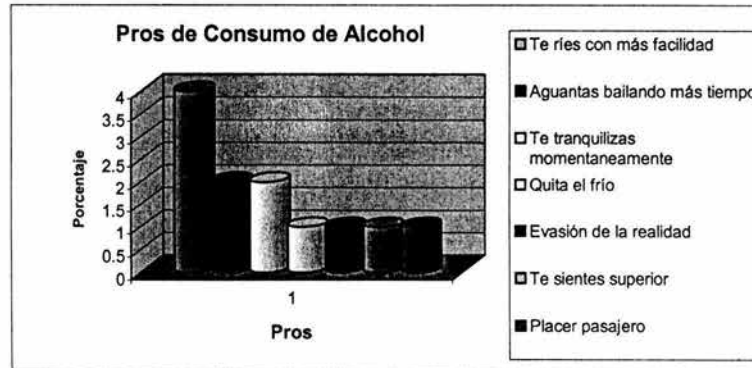 Pros de Consumo de Alcohol
Porcentaje
4
3.5
3
2.5
2
1.5
1
0.5
0
1
Pros
Te ríes con más facilidad
Aguantas bailando más tiempo
Te tranquilizas
momentaneamente
Quita el frío
Evasión de la realidad
Te sientes superior
Placer pasajero